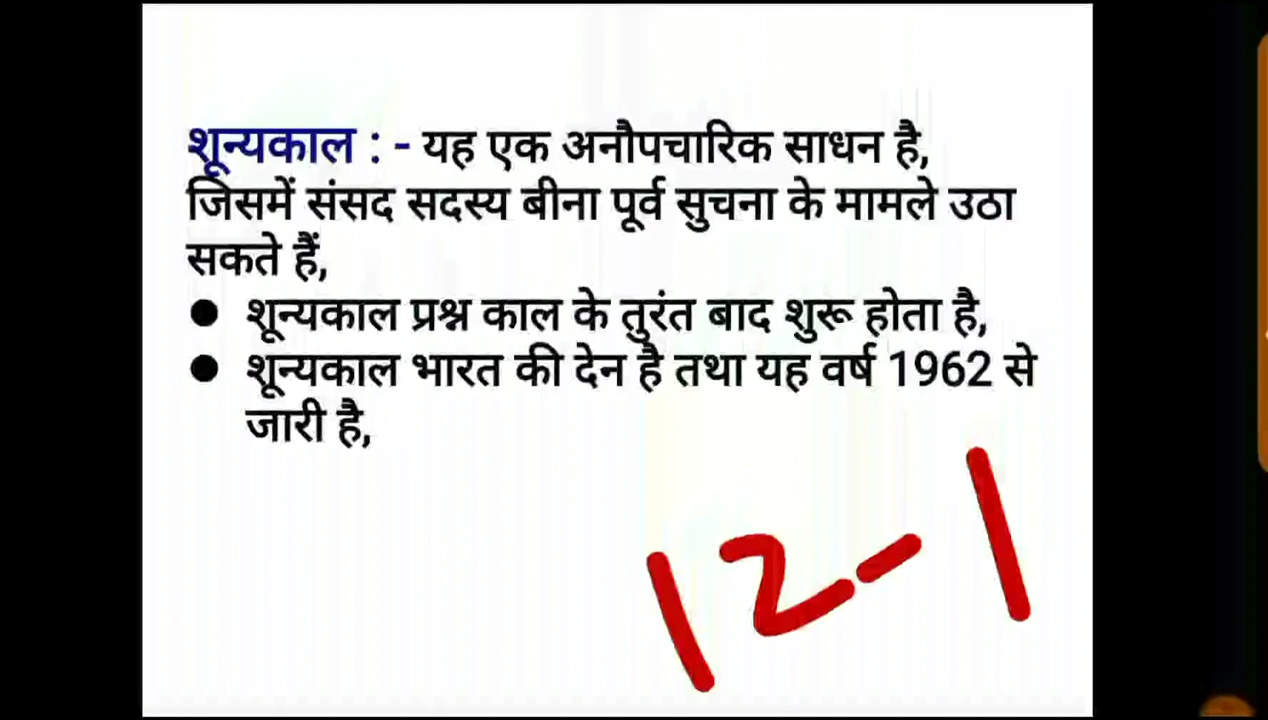 शून्यकाल : - यह एक अनौपचारिक साधन है,
जिसमें संसद सदस्य बीना पूर्व सुचना के मामले उठा
सकते हैं,
● शून्यकाल प्रश्न काल के तुरंत बाद शुरू होता है,
● शून्यकाल भारत की देन है तथा यह वर्ष 1962 से
जारी है,
12-1